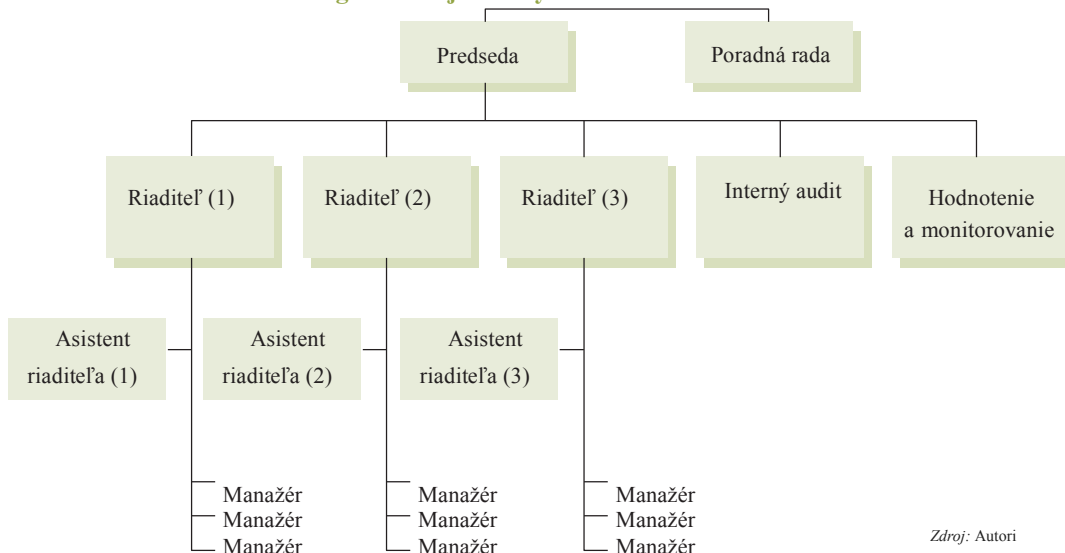 Predseda
Poradná rada
Riaditeľ (1)
Riaditeľ (2)
Riaditeľ (3)
Interný audit
Hodnotenie
a monitorovanie
Asistent
riaditeľa (1)
Asistent
riaditeľa (2)
Asistent
riaditeľa (3)
Manažér
Manažér
Manažér
Manažér
Manažér
Manažér
Manažér
Manažér
Manažér
Zdroj: Autori